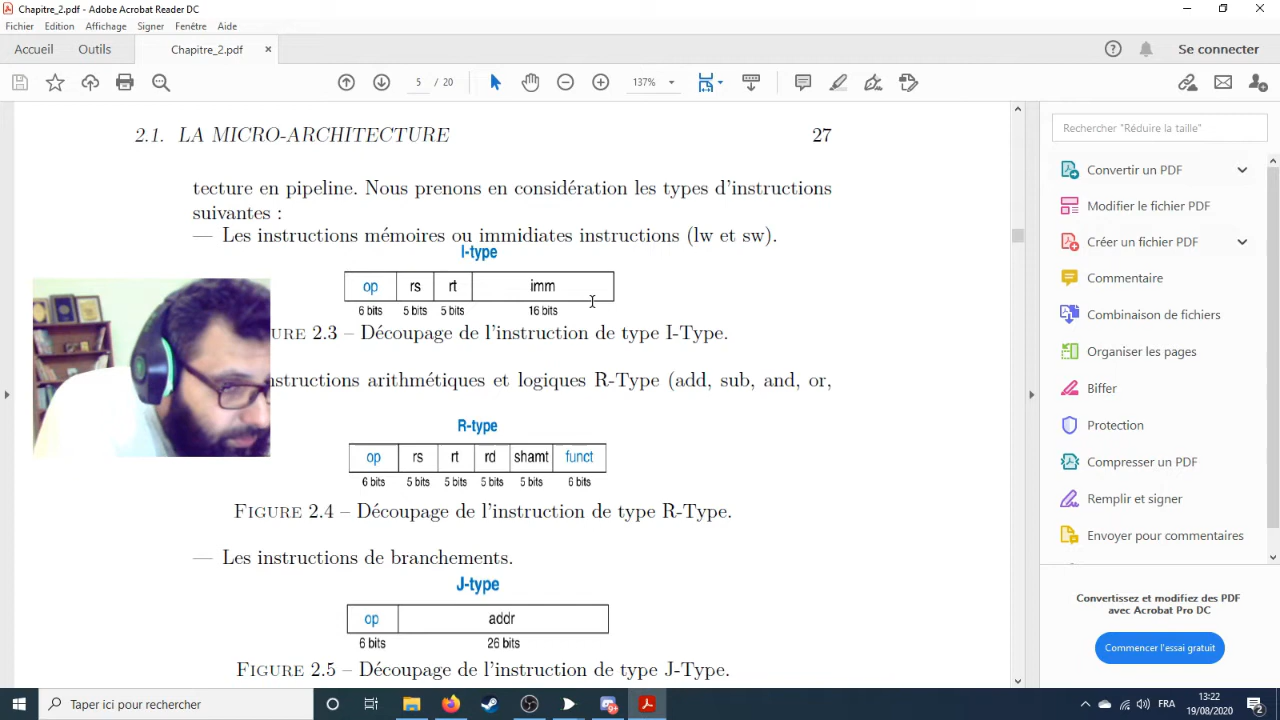 Chapitre_2.pdf - Adobe Acrobat Reader DC
Fichier Edition Affichage Signer Fenêtre Aide
Accueil Outils Chapitre_2.pdf × Se connecter
5 / 20 137%
2.1. LA MICRO-ARCHITECTURE 27
tecture en pipeline. Nous prenons en considération les types d'instructions
suivantes :
— Les instructions mémoires ou immidiates instructions (lw et sw).
I-type
op rs rt imm
6 bits 5 bits 5 bits 16 bits
URE 2.3 – Découpage de l'instruction de type I-Type.
nstructions arithmétiques et logiques R-Type (add, sub, and, or,
R-type
op rs rt rd shamt funct
6 bits 5 bits 5 bits 5 bits 5 bits 6 bits
FIGURE 2.4 – Découpage de l'instruction de type R-Type.
— Les instructions de branchements.
J-type
op addr
6 bits 26 bits
FIGURE 2.5 – Découpage de l'instruction de type J-Type.
Rechercher "Réduire la taille"
Convertir un PDF
Modifier le fichier PDF
Créer un fichier PDF
Commentaire
Combinaison de fichiers
Organiser les pages
Biffer
Protection
Compresser un PDF
Remplir et signer
Envoyer pour commentaires
Convertissez et modifiez des PDF
avec Acrobat Pro DC
Commencer l'essai gratuit
Taper ici pour rechercher
FRA
13:22
19/08/2020
2